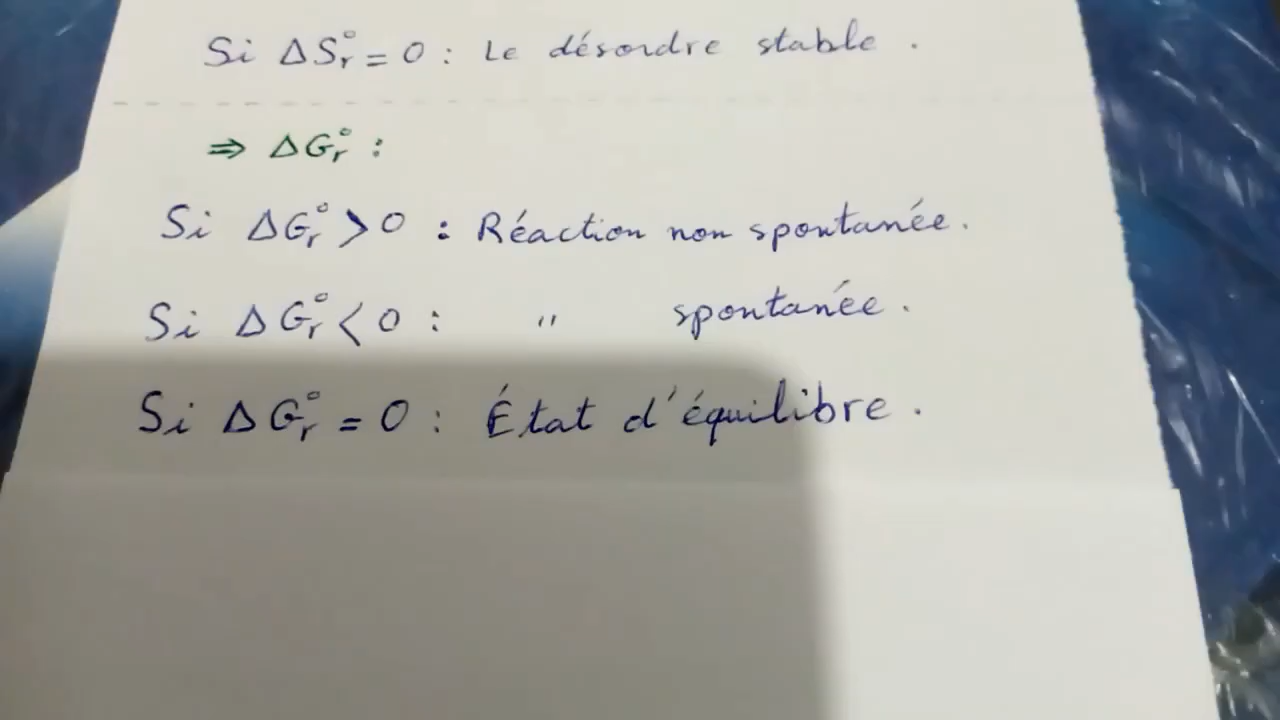 Si ΔS°r = 0 : Le désordre stable .
⇒ ΔG°r :
Si ΔG°r > 0 : Réaction non spontanée .
Si ΔG°r < 0 : " spontanée .
Si ΔG°r = 0 : État d'équilibre .